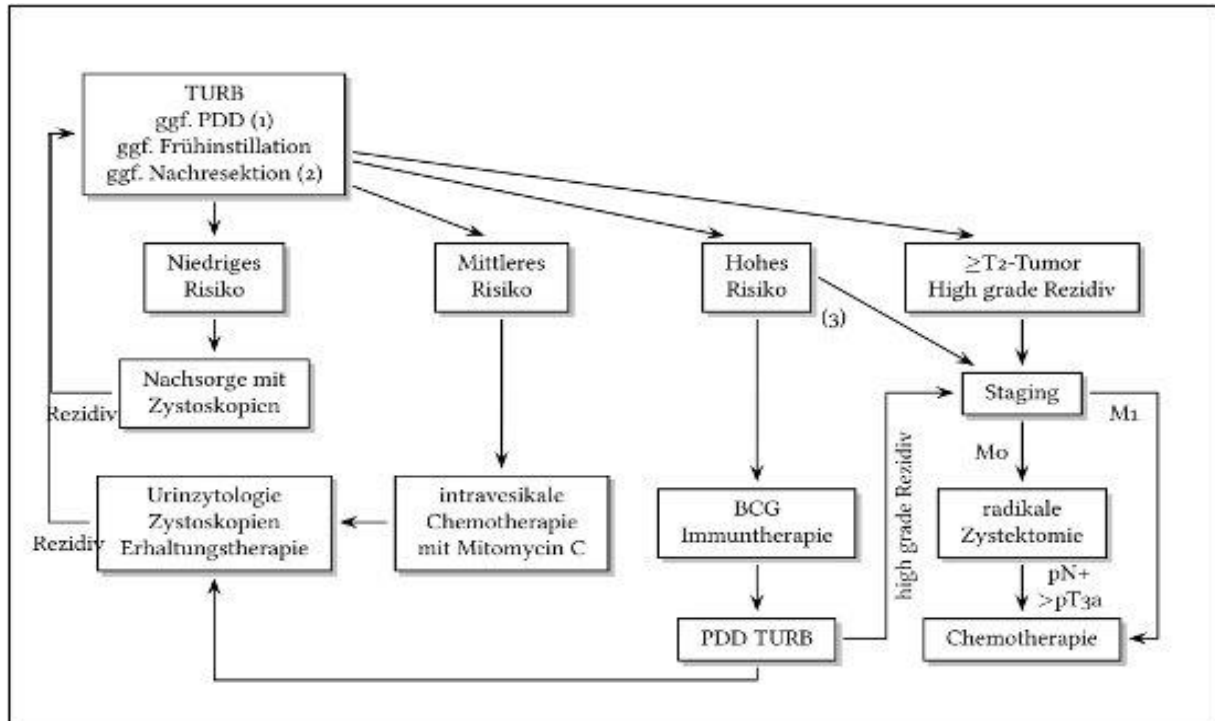 TURB
ggf. PDD (1)
ggf. Frühinstillation
ggf. Nachresektion (2)
Niedriges
Risiko
Mittleres
Risiko
Hohes
Risiko
≥T2-Tumor
High grade Rezidiv
(3)
Nachsorge mit
Zystoskopien
Rezidiv
Staging
M1
M0
Urinzytologie
Zystoskopien
Erhaltungstherapie
Rezidiv
intravesikale
Chemotherapie
mit Mitomycin C
BCG
Immuntherapie
high grade Rezidiv
radikale
Zystektomie
pN+
>pT3a
PDD TURB
Chemotherapie